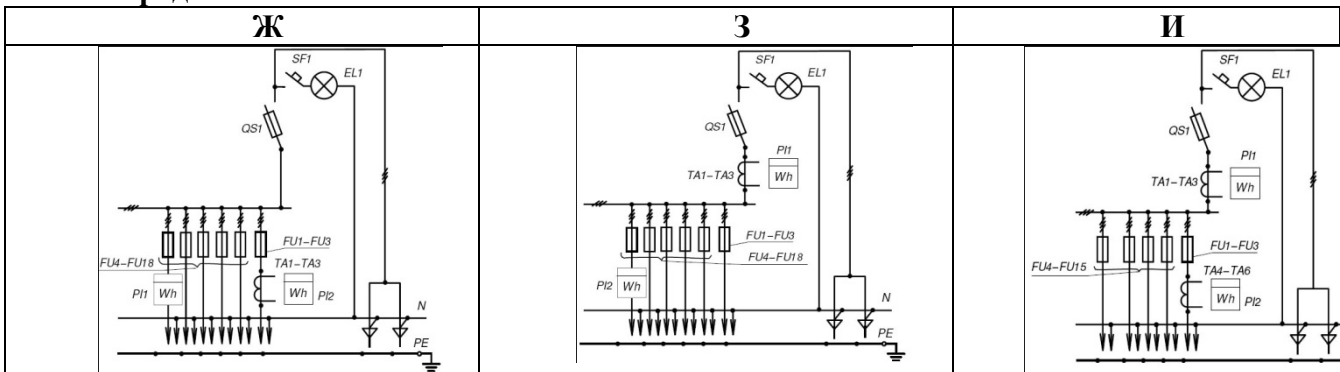 Ж З И
SF1 EL1 SF1 EL1 SF1 EL1
QS1 QS1 QS1
PI1 PI1
TA1–TA3 Wh TA1–TA3 Wh
FU1–FU3 FU1–FU3 FU1–FU3
FU4–FU18 TA1–TA3 FU4–FU18 FU4–FU15 TA4–TA6
PI1 Wh Wh PI2 PI2 Wh Wh PI2
N N
PE PE